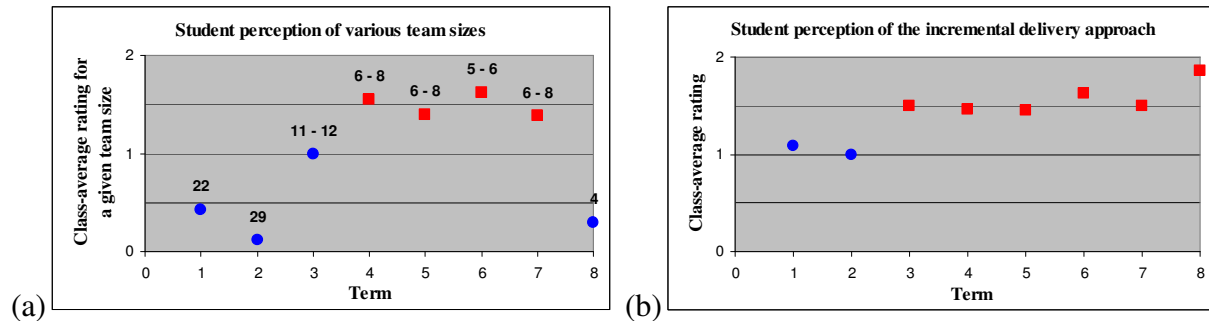 Student perception of various team sizes
Class-average rating for
a given team size
2
1
0
22
29
11 - 12
6 - 8
6 - 8
5 - 6
6 - 8
4
0 1 2 3 4 5 6 7 8
Term
(a)
Student perception of the incremental delivery approach
Class-average rating
2
1
0
0 1 2 3 4 5 6 7 8
Term
(b)